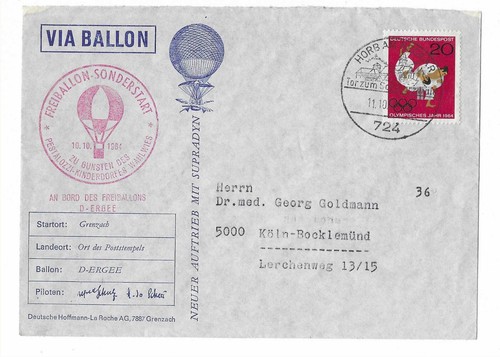 VIA BALLON
FREIBALLON-SONDERSTART
10.10.1964
ZU GUNSTEN DES
PESTALOZZI-KINDERDORFES WAHLWIES
AN BORD DES FREIBALLONS
D-ERGEE
Startort: Grenzach
Landeort: Ort des Poststempels
Ballon: D-ERGEE
Piloten:
Deutsche Hoffmann-La Roche AG, 7887 Grenzach
NEUER AUFTRIEB MIT SUPRADYN
HORB A
Tor zum
11.10
724
DEUTSCHE BUNDESPOST
20
OLYMPISCHES JAHR 1964
Herrn 36
Dr.med. Georg Goldmann
5000 Köln-Bocklemünd
Lerchenweg 13/15